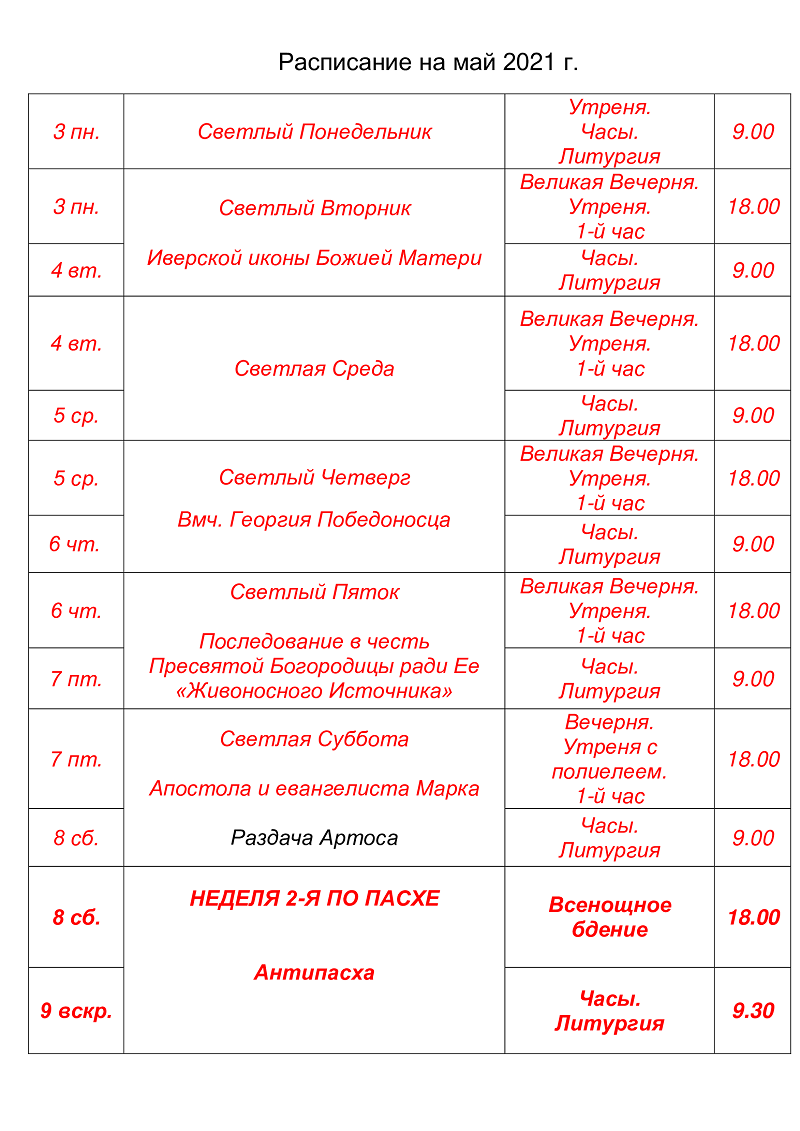 Расписание на май 2021 г.
3 пн.
Светлый Понедельник
Утреня.
Часы.
Литургия
9.00
3 пн.
Светлый Вторник
Иверской иконы Божией Матери
Великая Вечерня.
Утреня.
1-й час
18.00
4 вт.
Часы.
Литургия
9.00
4 вт.
Светлая Среда
Великая Вечерня.
Утреня.
1-й час
18.00
5 ср.
Часы.
Литургия
9.00
5 ср.
Светлый Четверг
Вмч. Георгия Победоносца
Великая Вечерня.
Утреня.
1-й час
18.00
6 чт.
Часы.
Литургия
9.00
6 чт.
Светлый Пяток
Последование в честь
Пресвятой Богородицы ради Ее
«Живоносного Источника»
Великая Вечерня.
Утреня.
1-й час
18.00
7 пт.
Часы.
Литургия
9.00
7 пт.
Светлая Суббота
Апостола и евангелиста Марка
Раздача Артоса
Вечерня.
Утреня с
полиелеем.
1-й час
18.00
8 сб.
Часы.
Литургия
9.00
8 сб.
НЕДЕЛЯ 2-Я ПО ПАСХЕ
Антипасха
Всенощное
бдение
18.00
9 вскр.
Часы.
Литургия
9.30